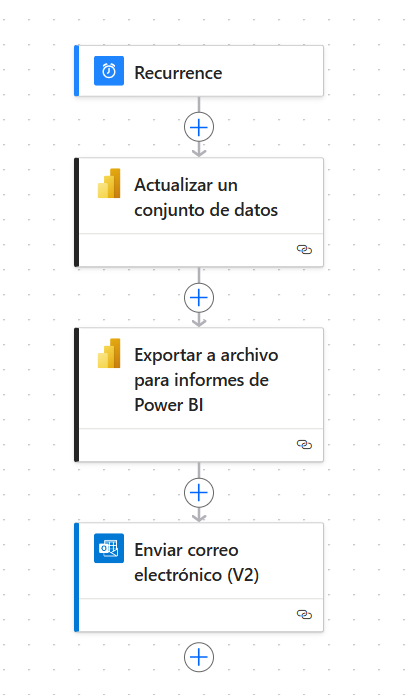 Recurrence
Actualizar un
conjunto de datos
Exportar a archivo
para informes de
Power BI
Enviar correo
electrónico (V2)